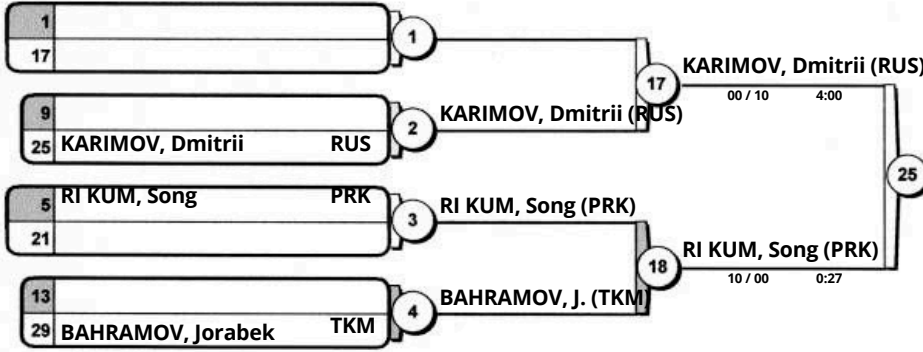 1
17
1
KARIMOV, Dmitrii (RUS)
17
00 / 10 4:00
9
25 KARIMOV, Dmitrii RUS
2
KARIMOV, Dmitrii (RUS)
25
5 RI KUM, Song PRK
21
3
RI KUM, Song (PRK)
RI KUM, Song (PRK)
18
10 / 00 0:27
13
29 BAHRAMOV, Jorabek TKM
4
BAHRAMOV, J. (TKM)